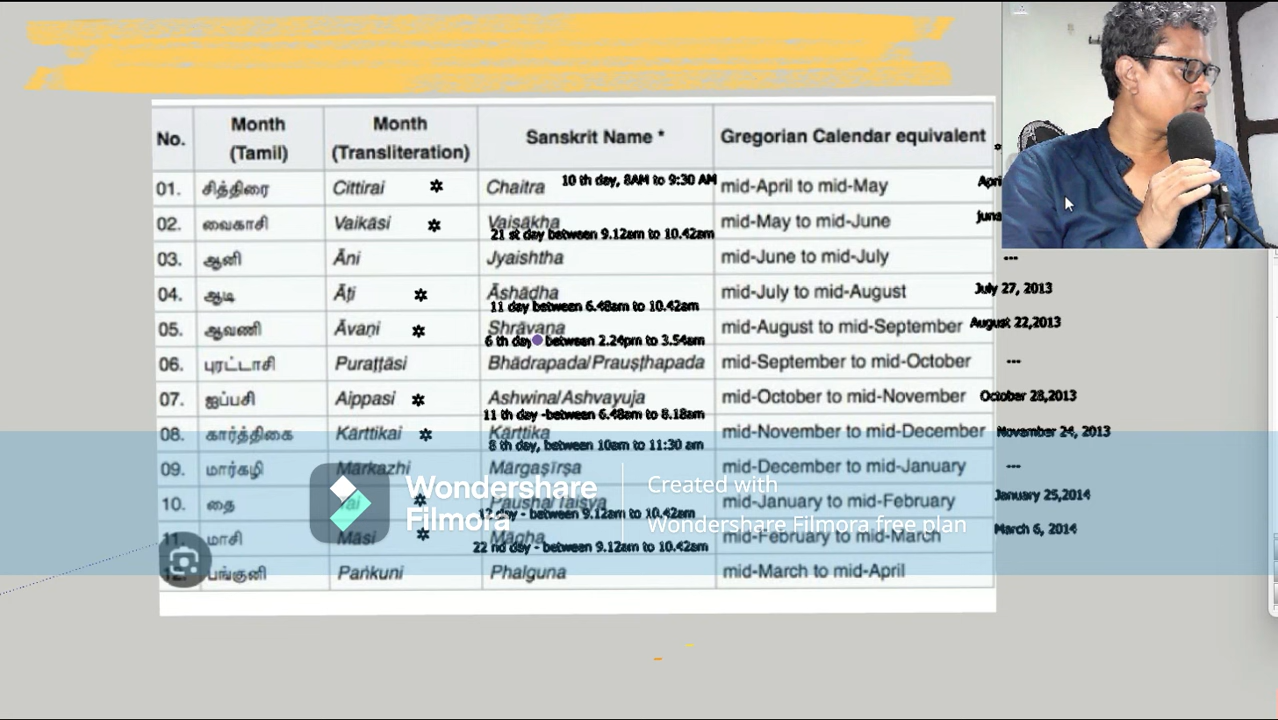 No. Month (Tamil) Month (Transliteration) Sanskrit Name * Gregorian Calendar equivalent
01. சித்திரை Cittirai * Chaitra 10 th day, 8AM to 9:30 AM mid-April to mid-May
02. வைகாசி Vaikāsi * Vaisākha mid-May to mid-June
21 st day between 9.12am to 10.42am
03. ஆனி Āni Jyaishtha mid-June to mid-July ---
04. ஆடி Āṭi * Āshāḍha mid-July to mid-August July 27, 2013
11 day between 6.48am to 10.42am
05. ஆவணி Āvaṇi * Shrāvana mid-August to mid-September August 22,2013
6 th day between 2.24pm to 3.54am
06. புரட்டாசி Puraṭṭāsi Bhādrapada/Prauṣthapada mid-September to mid-October ---
07. ஐப்பசி Aippasi * Ashwina/Ashvayuja mid-October to mid-November October 28,2013
11 th day -between 6.48am to 8.18am
08. கார்த்திகை Kārttikai * Kārttika mid-November to mid-December November 24, 2013
8 th day, between 10am to 11:30 am
09. மார்கழி Mārkazhi Mārgaṣīrṣa mid-December to mid-January ---
10. தை Tai * Pausha/Taiṣya mid-January to mid-February January 25,2014
12 day - between 9.12am to 10.42am
11. மாசி Māsi * Māgha mid-February to mid-March March 6, 2014
22 nd day - between 9.12am to 10.42am
12. பங்குனி Paṅkuni Phalguna mid-March to mid-April
Wondershare Filmora
Created with
Wondershare Filmora free plan